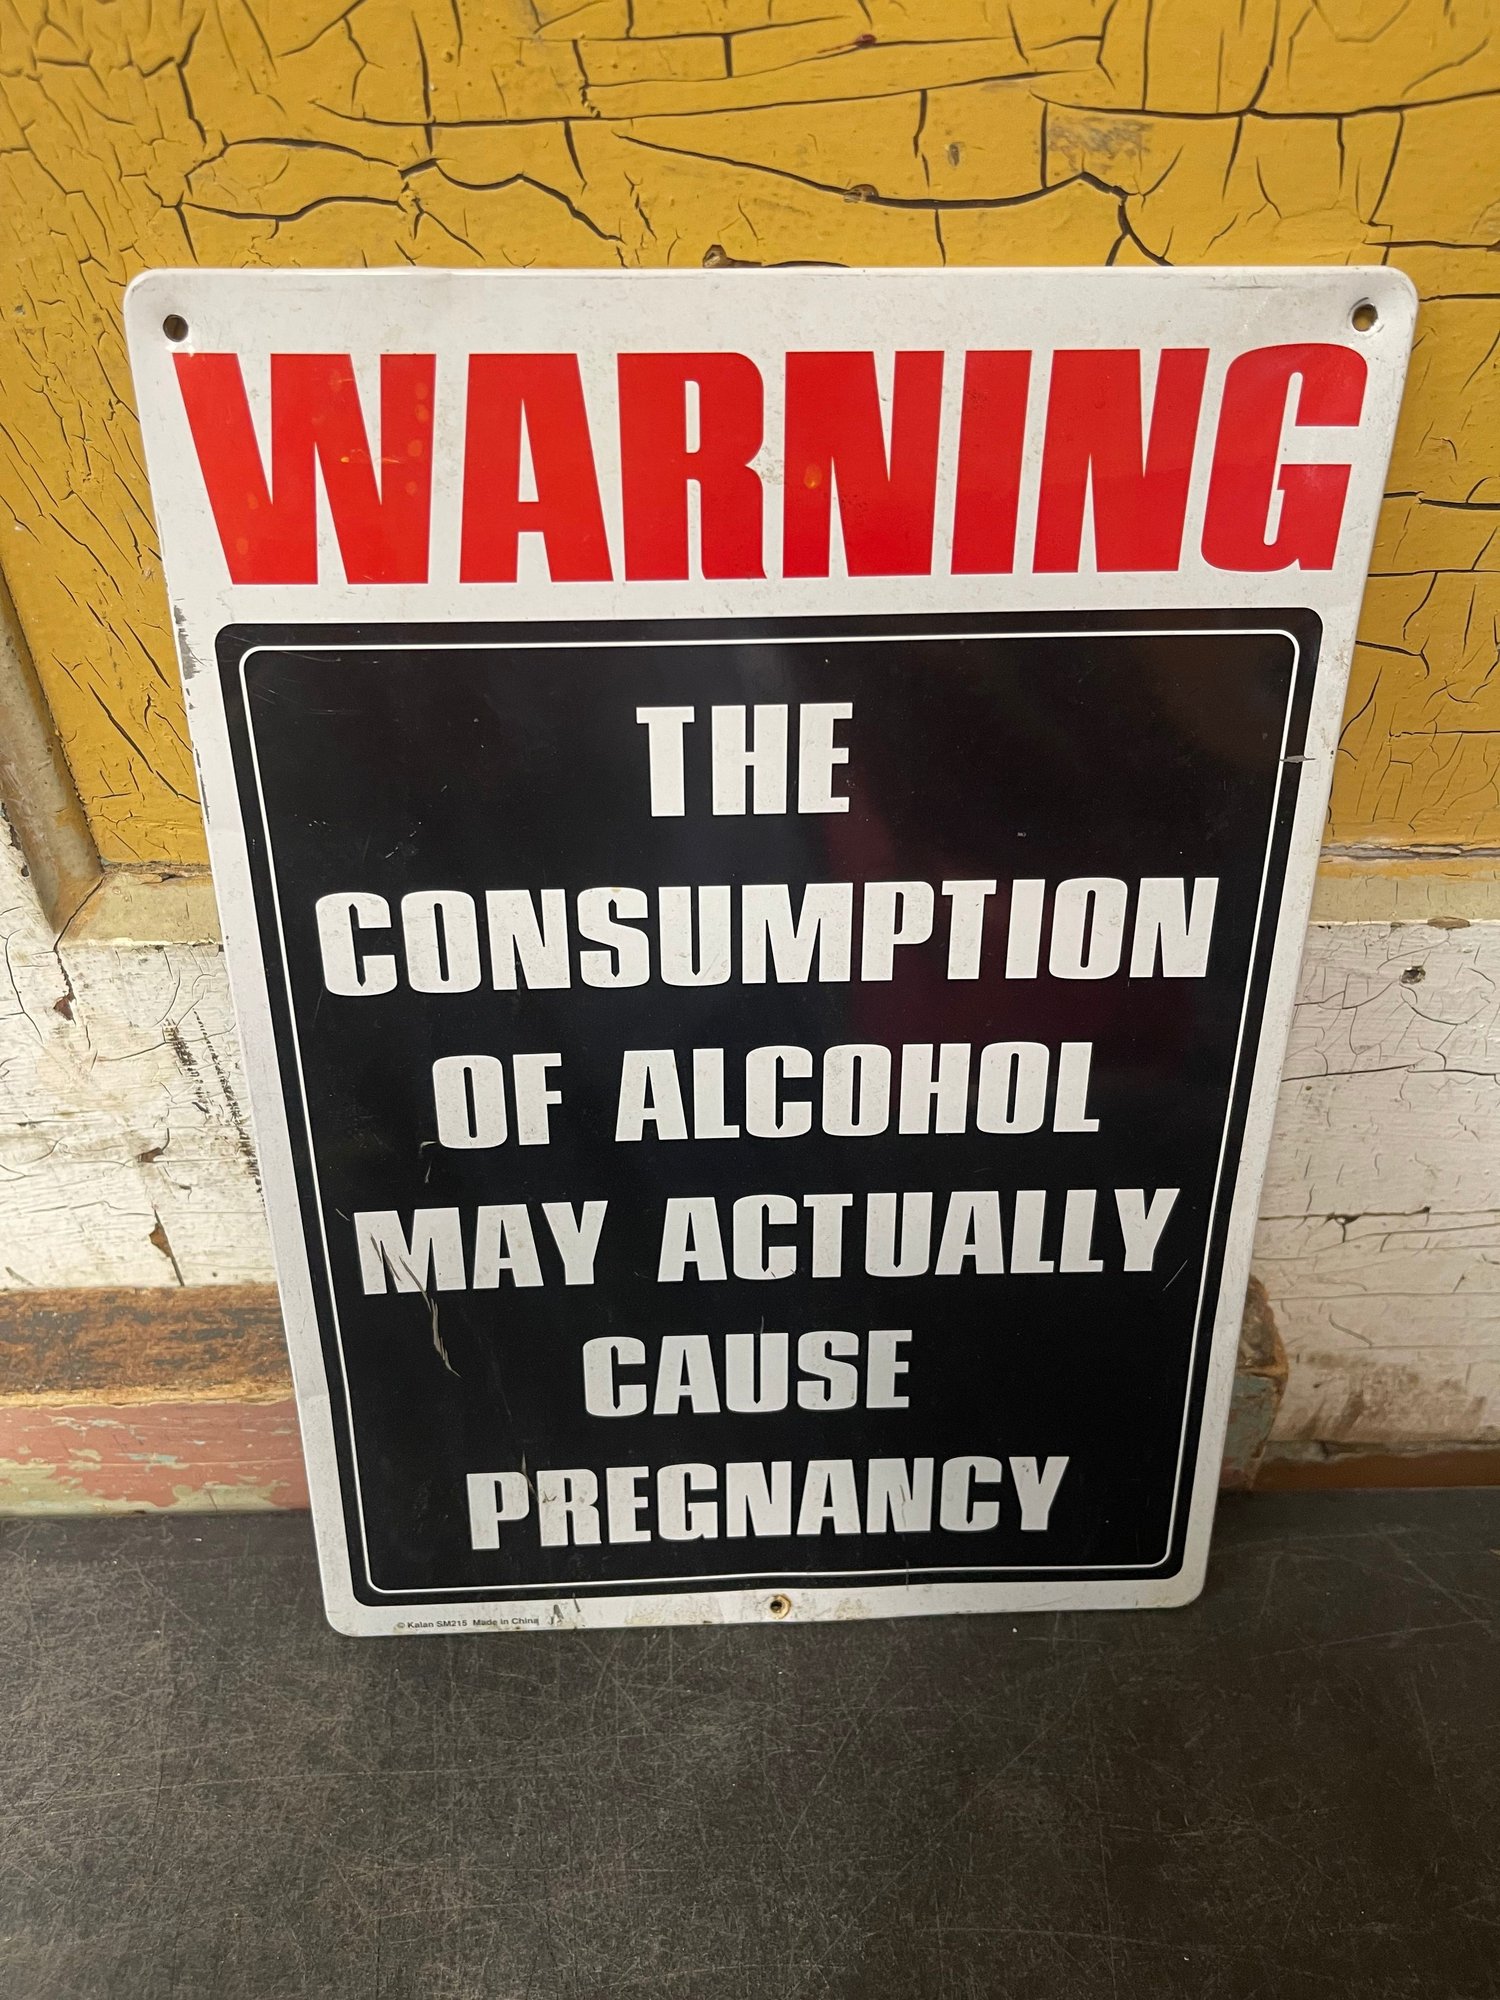 WARNING
THE
CONSUMPTION
OF ALCOHOL
MAY ACTUALLY
CAUSE
PREGNANCY
© Kalan SM215 Made in China